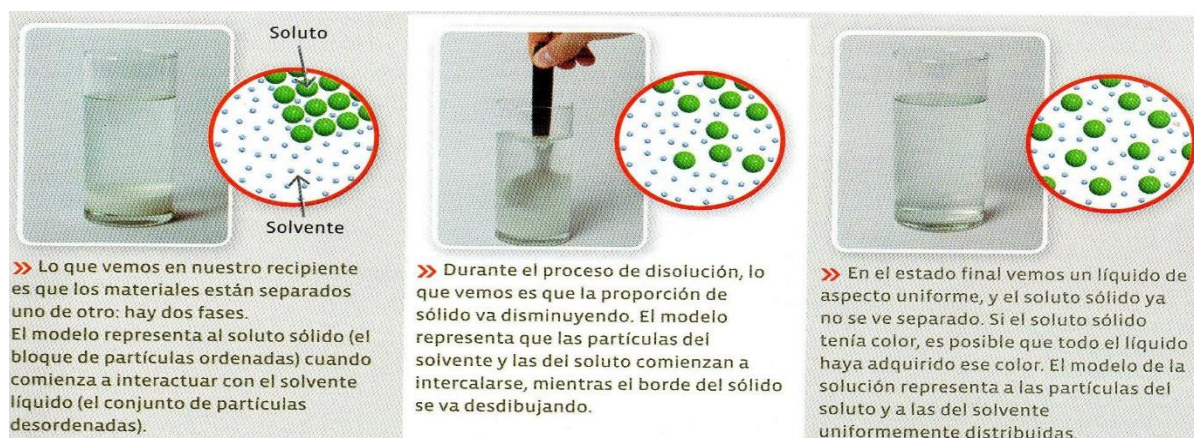 Soluto
Solvente
» Lo que vemos en nuestro recipiente
es que los materiales están separados
uno de otro: hay dos fases.
El modelo representa al soluto sólido (el
bloque de partículas ordenadas) cuando
comienza a interactuar con el solvente
líquido (el conjunto de partículas
desordenadas).
» Durante el proceso de disolución, lo
que vemos es que la proporción de
sólido va disminuyendo. El modelo
representa que las partículas del
solvente y las del soluto comienzan a
intercalarse, mientras el borde del sólido
se va desdibujando.
» En el estado final vemos un líquido de
aspecto uniforme, y el soluto sólido ya
no se ve separado. Si el soluto sólido
tenía color, es posible que todo el líquido
haya adquirido ese color. El modelo de la
solución representa a las partículas del
soluto y a las del solvente
uniformemente distribuidas.